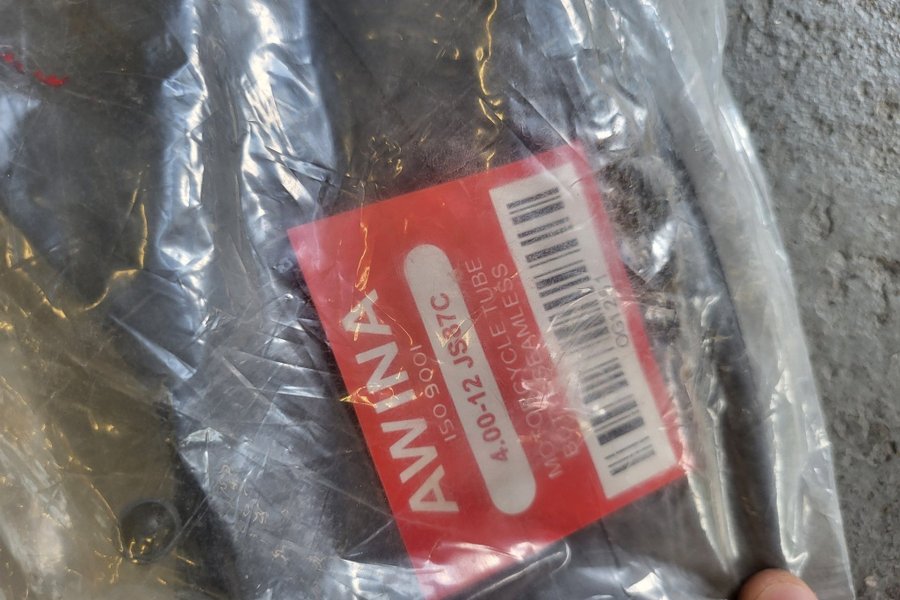 AWINA
ISO 9001
4.00-12 JS87C
MOTORCYCLE TUBE
SEAMLESS